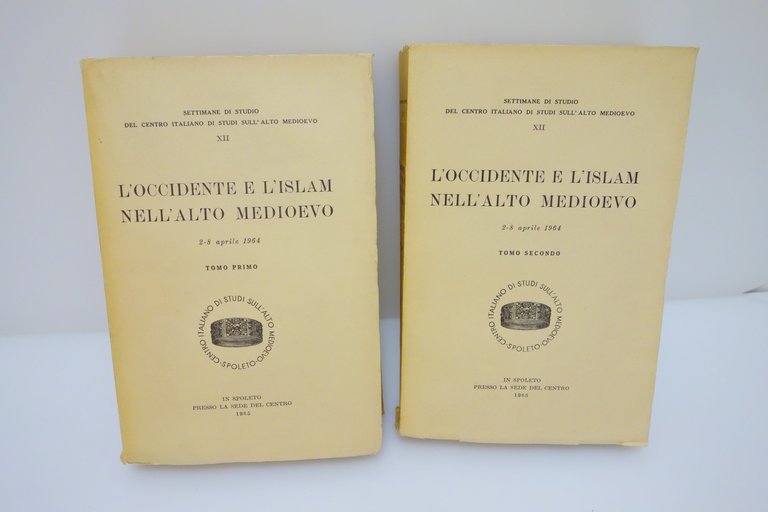 SETTIMANE DI STUDIO
DEL CENTRO ITALIANO DI STUDI SULL'ALTO MEDIOEVO
XII
L'OCCIDENTE E L'ISLAM
NELL'ALTO MEDIOEVO
2-8 aprile 1964
TOMO PRIMO
CENTRO ITALIANO DI STUDI SULL'ALTO MEDIOEVO-SPOLETO-
IN SPOLETO
PRESSO LA SEDE DEL CENTRO
1965
SETTIMANE DI STUDIO
DEL CENTRO ITALIANO DI STUDI SULL'ALTO MEDIOEVO
XII
L'OCCIDENTE E L'ISLAM
NELL'ALTO MEDIOEVO
2-8 aprile 1964
TOMO SECONDO
CENTRO ITALIANO DI STUDI SULL'ALTO MEDIOEVO-SPOLETO-
IN SPOLETO
PRESSO LA SEDE DEL CENTRO
1965